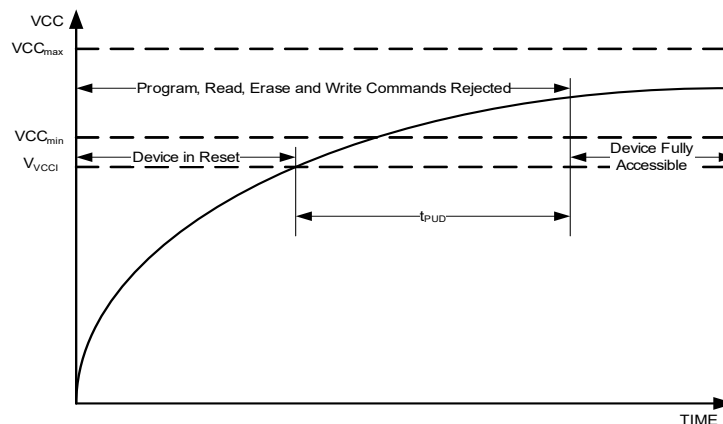 VCC
VCCmax
Program, Read, Erase and Write Commands Rejected
VCCmin
Device in Reset
Device Fully
Accessible
VVCCI
tPUD
TIME